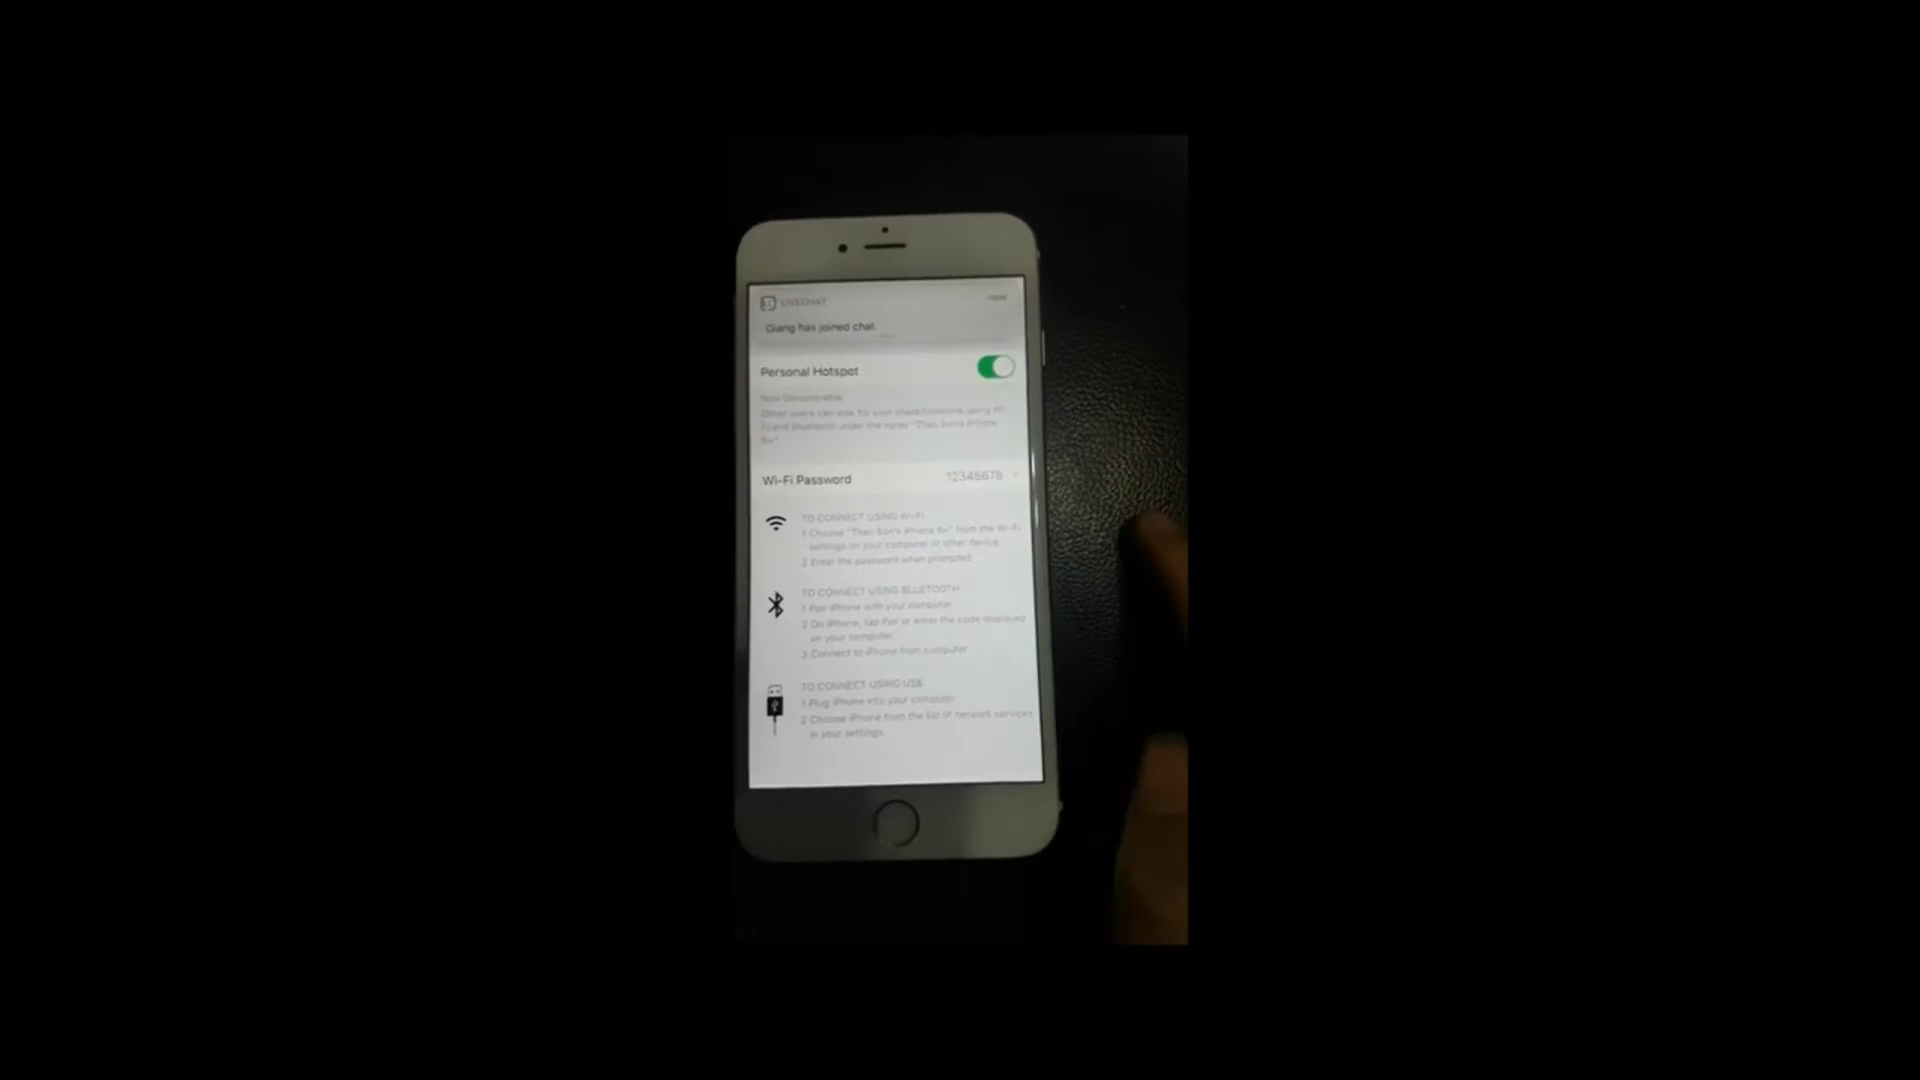 LIVECHAT now
Giang has joined chat
Personal Hotspot
Now Discoverable
Other users can look for your shared network using Wi-
Fi and Bluetooth under the name "Thai Son's iPhone
6+"
Wi-Fi Password 12345678
TO CONNECT USING WI-FI
1 Choose "Thai Son's iPhone 6+" from the Wi-Fi
settings on your computer or other device
2 Enter the password when prompted.
TO CONNECT USING BLUETOOTH
1 Pair iPhone with your computer
2 On iPhone, tap Pair or enter the code displayed
on your computer.
3 Connect to iPhone from computer
TO CONNECT USING USB
1 Plug iPhone into your computer
2 Choose iPhone from the list of network services
in your settings.